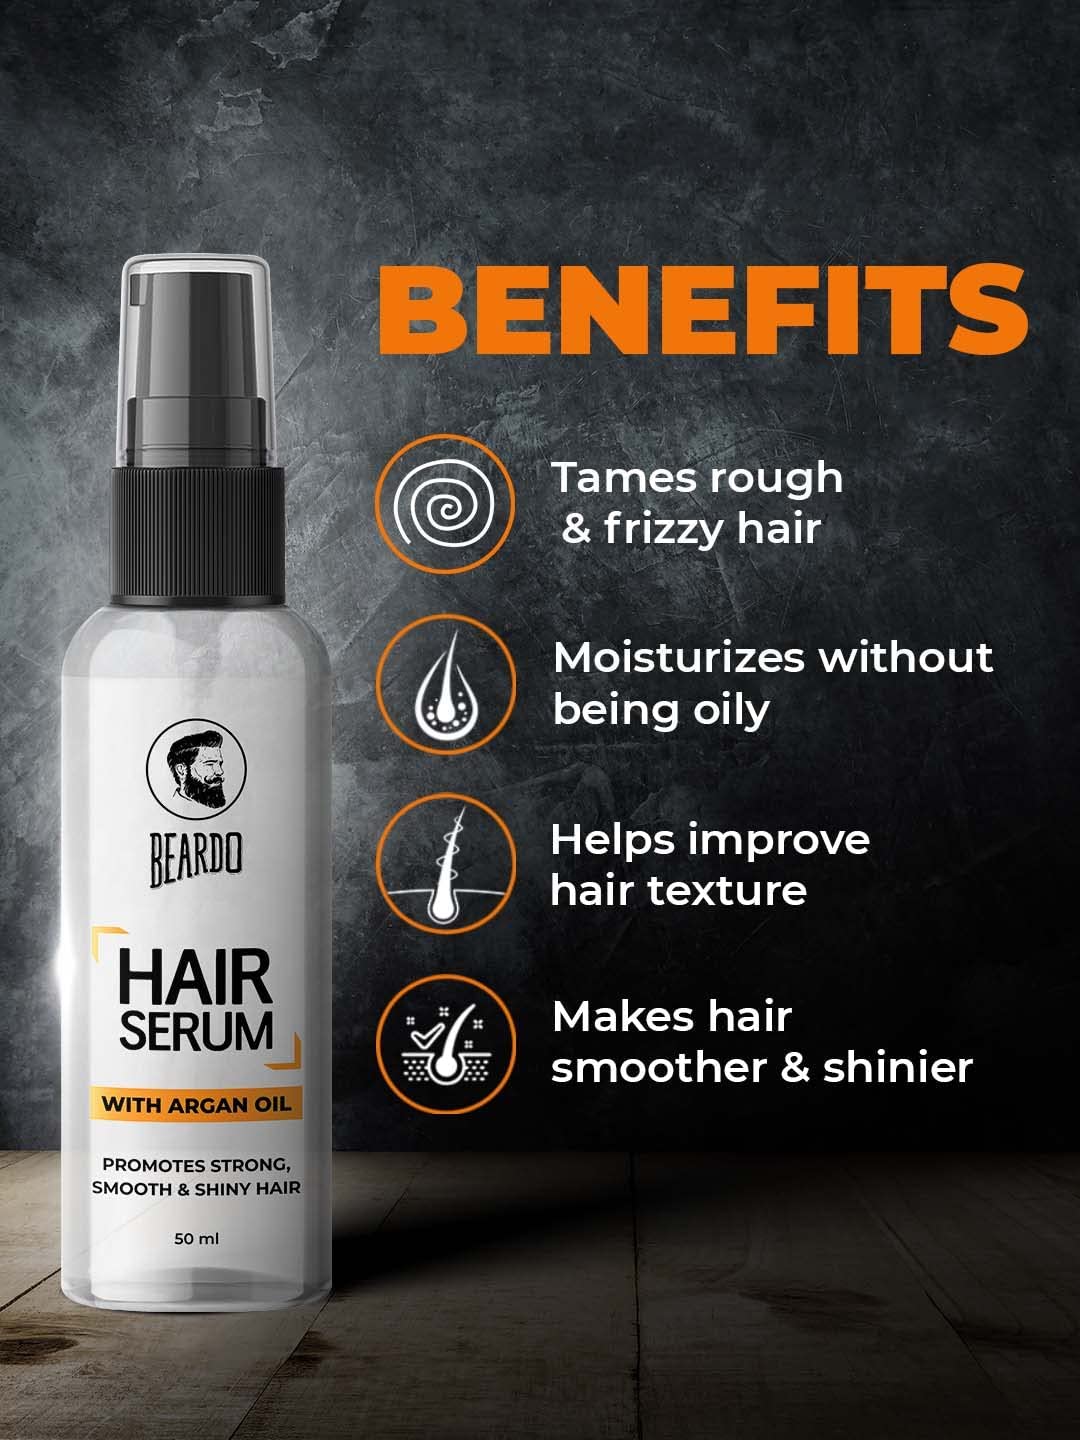 BENEFITS
Tames rough
& frizzy hair
Moisturizes without
being oily
Helps improve
hair texture
Makes hair
smoother & shinier
BEARDO
HAIR
SERUM
WITH ARGAN OIL
PROMOTES STRONG,
SMOOTH & SHINY HAIR
50 ml